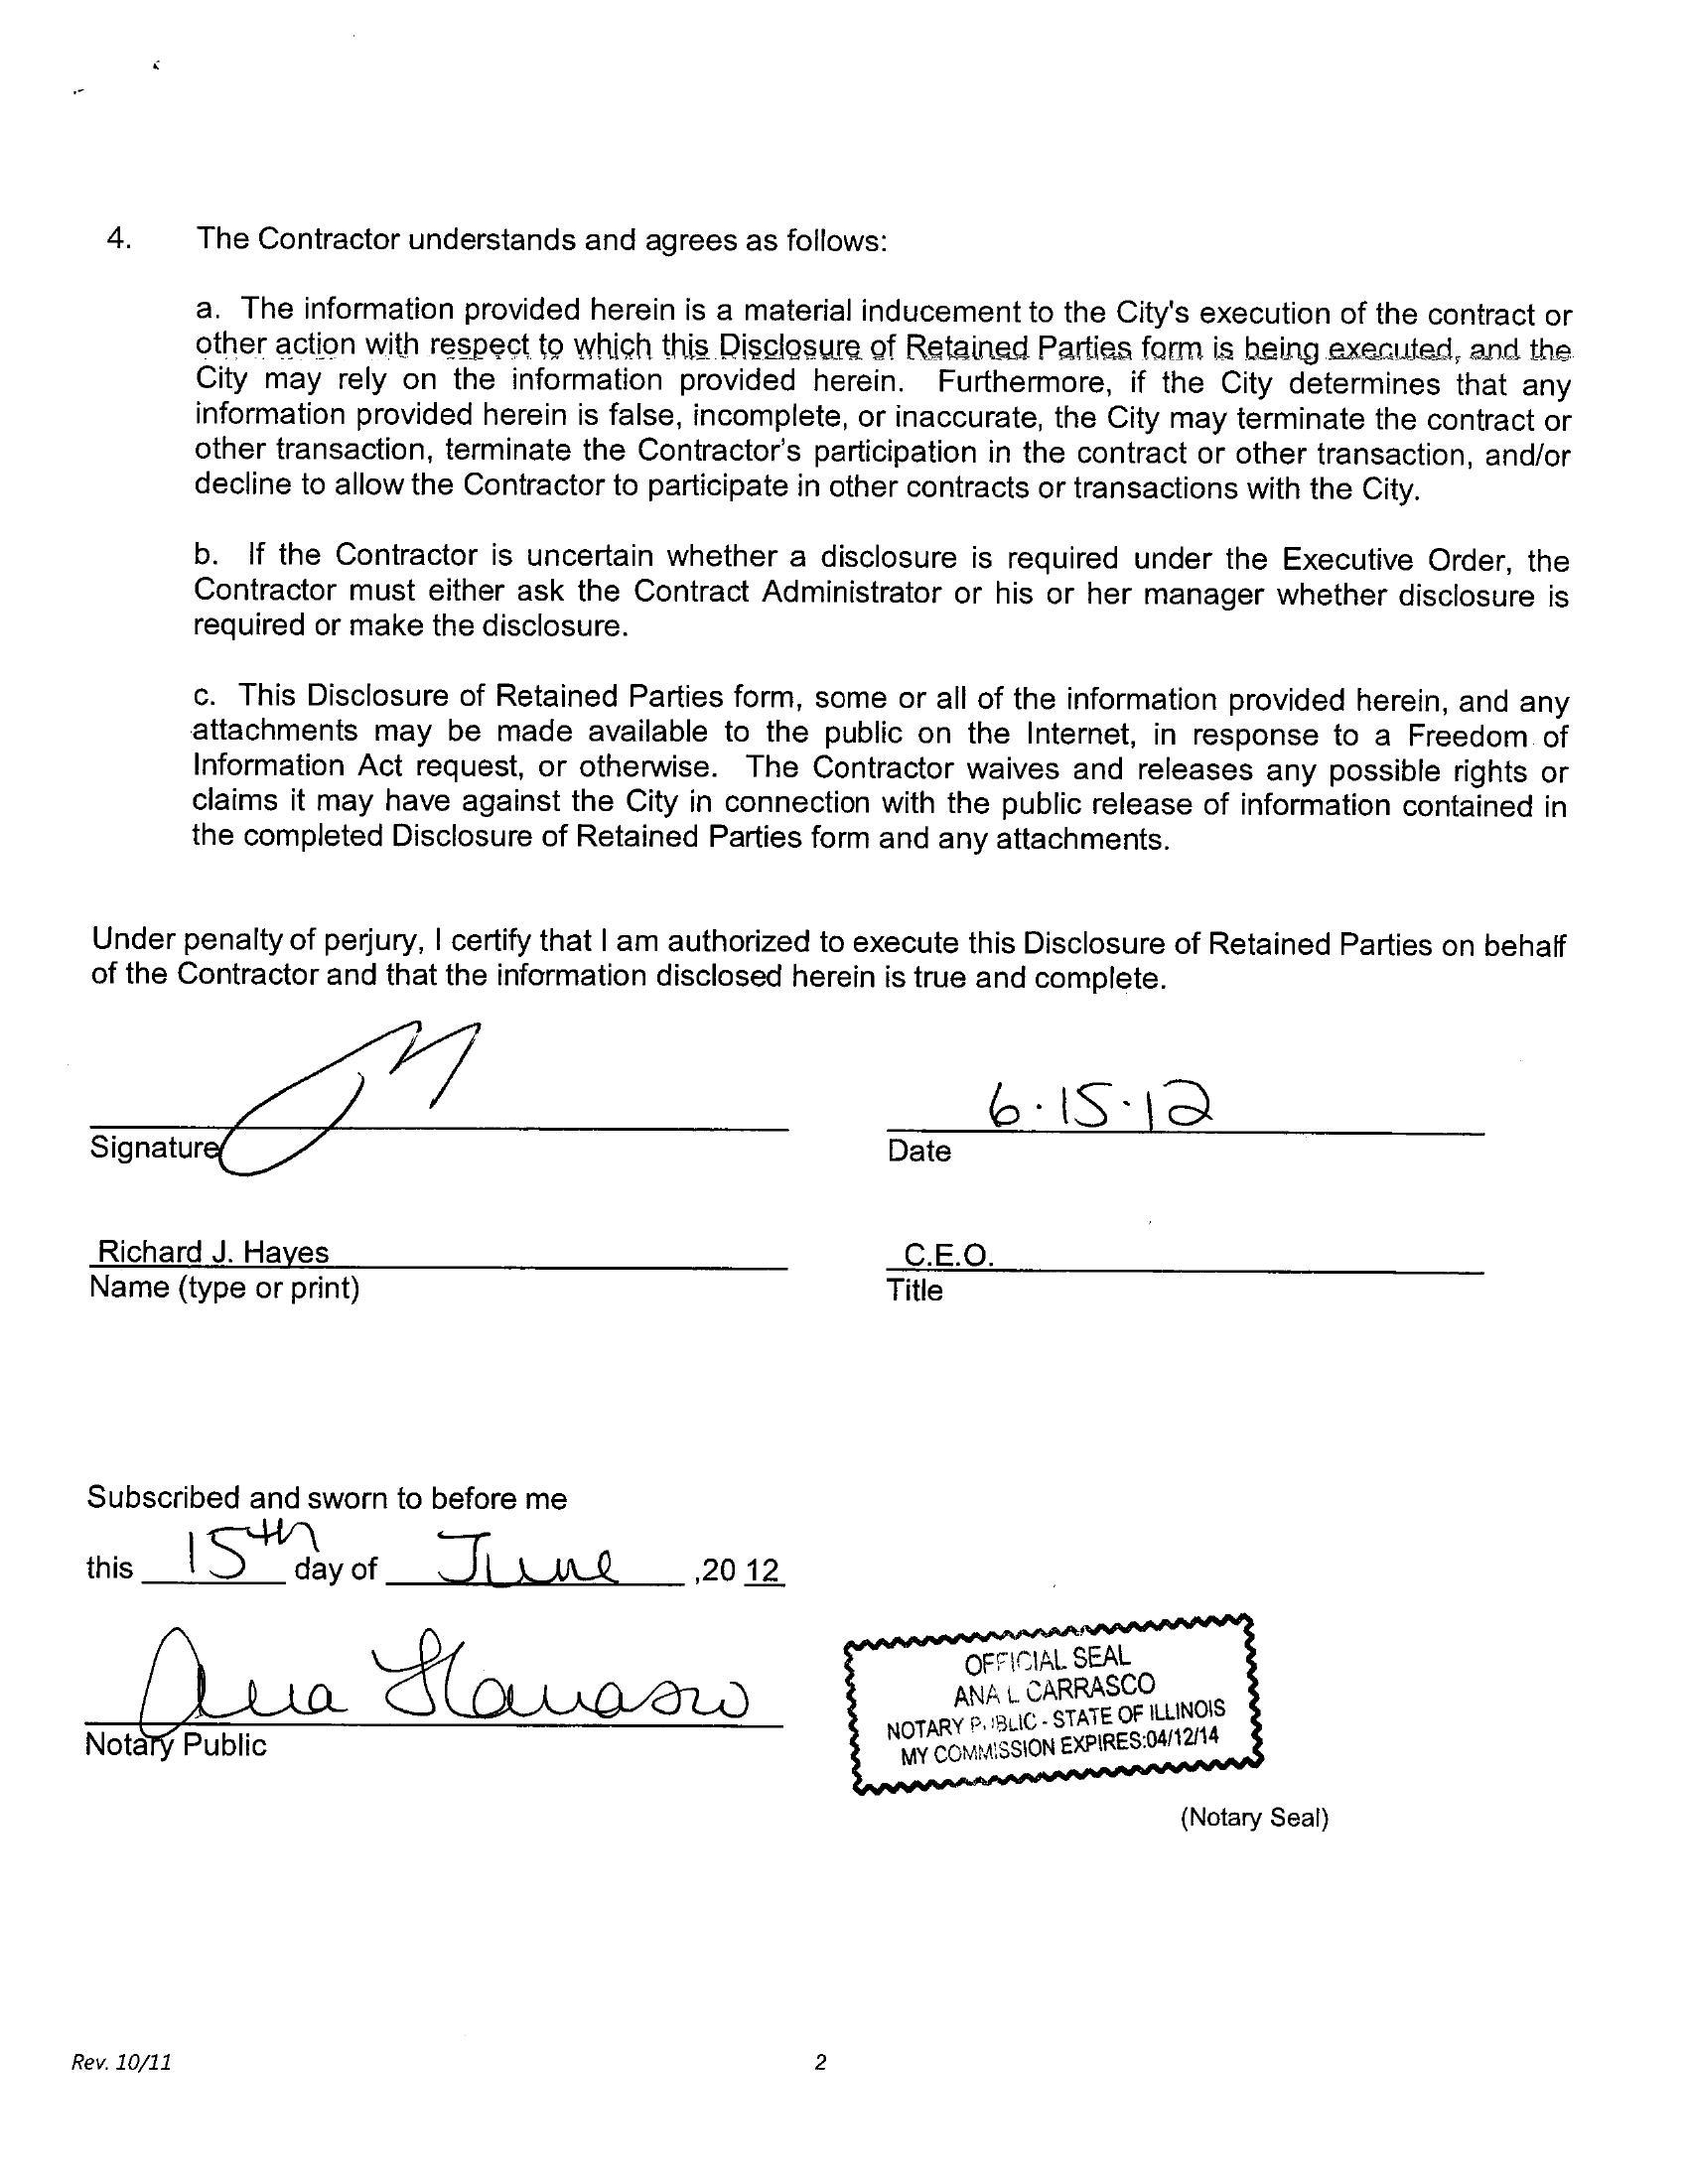 4. The Contractor understands and agrees as follows:
a. The information provided herein is a material inducement to the City's execution of the contract or
other action with respect to which this Disclosure of Retained Parties form is being executed, and the
City may rely on the information provided herein. Furthermore, if the City determines that any
information provided herein is false, incomplete, or inaccurate, the City may terminate the contract or
other transaction, terminate the Contractor's participation in the contract or other transaction, and/or
decline to allow the Contractor to participate in other contracts or transactions with the City.
b. If the Contractor is uncertain whether a disclosure is required under the Executive Order, the
Contractor must either ask the Contract Administrator or his or her manager whether disclosure is
required or make the disclosure.
c. This Disclosure of Retained Parties form, some or all of the information provided herein, and any
attachments may be made available to the public on the Internet, in response to a Freedom of
Information Act request, or otherwise. The Contractor waives and releases any possible rights or
claims it may have against the City in connection with the public release of information contained in
the completed Disclosure of Retained Parties form and any attachments.
Under penalty of perjury, I certify that I am authorized to execute this Disclosure of Retained Parties on behalf
of the Contractor and that the information disclosed herein is true and complete.
6·15·12
Signature Date
Richard J. Hayes C.E.O.
Name (type or print) Title
Subscribed and sworn to before me
this 15th day of June ,20 12
Ana L Carrasco
Notary Public
OFFICIAL SEAL
ANA L CARRASCO
NOTARY PUBLIC - STATE OF ILLINOIS
MY COMMISSION EXPIRES:04/12/14
(Notary Seal)
Rev. 10/11 2